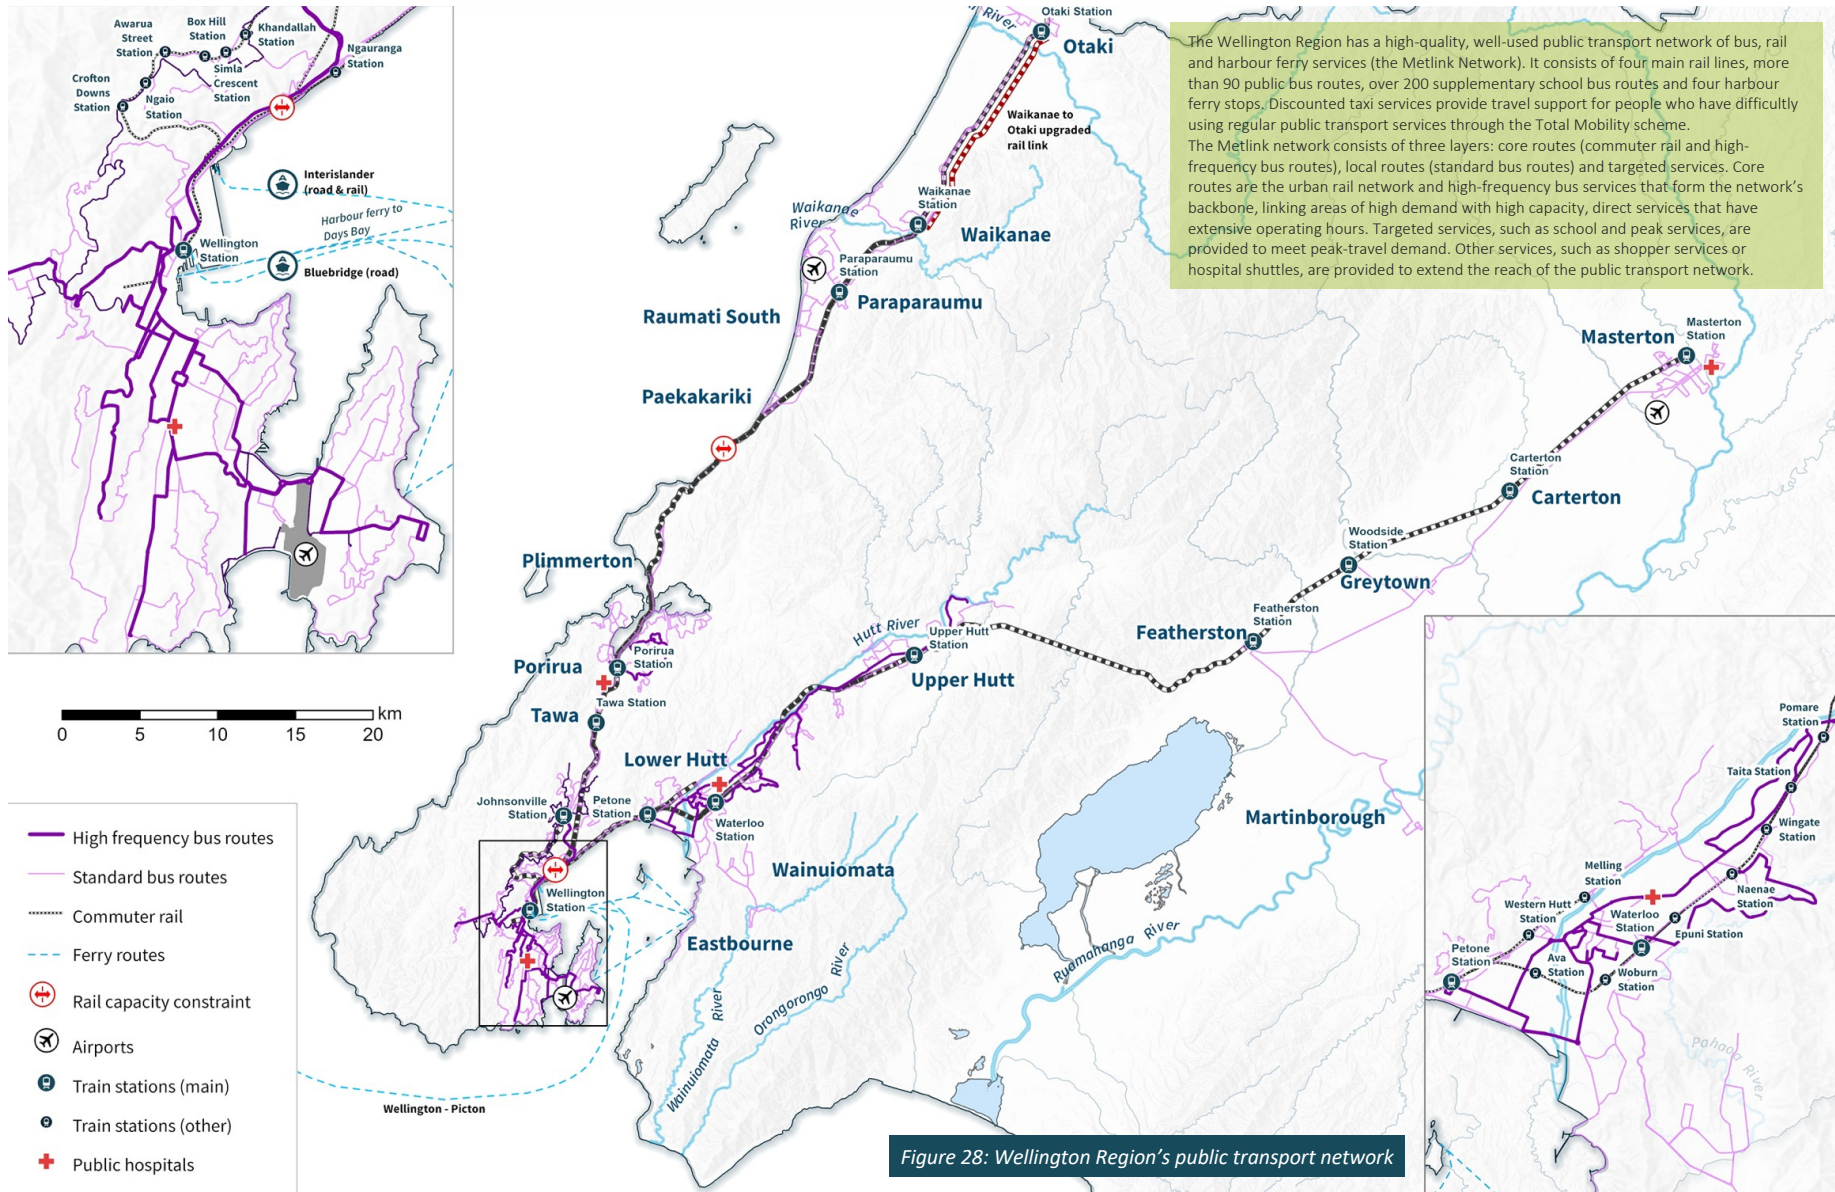 Awarua
Street
Station
Box Hill
Station
Khandallah
Station
Ngauranga
Station
Crofton
Downs
Station
Ngaio
Station
Simla
Crescent
Station
Interislander
(road & rail)
Harbour ferry to
Days Bay
Wellington
Station
Bluebridge (road)
River
Otaki Station
Otaki
Waikanae to
Otaki upgraded
rail link
Waikanae
Station
Waikanae
River
Waikanae
Paraparaumu
Station
Paraparaumu
Raumati South
Paekakariki
The Wellington Region has a high-quality, well-used public transport network of bus, rail
and harbour ferry services (the Metlink Network). It consists of four main rail lines, more
than 90 public bus routes, over 200 supplementary school bus routes and four harbour
ferry stops. Discounted taxi services provide travel support for people who have difficultly
using regular public transport services through the Total Mobility scheme.
The Metlink network consists of three layers: core routes (commuter rail and high-
frequency bus routes), local routes (standard bus routes) and targeted services. Core
routes are the urban rail network and high-frequency bus services that form the network's
backbone, linking areas of high demand with high capacity, direct services that have
extensive operating hours. Targeted services, such as school and peak services, are
provided to meet peak-travel demand. Other services, such as shopper services or
hospital shuttles, are provided to extend the reach of the public transport network.
Masterton
Station
Masterton
Carterton
Station
Carterton
Woodside
Station
Greytown
Featherston
Station
Featherston
Plimmerton
Hutt River
Upper Hutt
Station
Upper Hutt
Porirua
Station
Porirua
Tawa Station
Tawa
Lower Hutt
Johnsonville
Station
Petone
Station
Waterloo
Station
Wainuiomata
Martinborough
Wellington
Station
Eastbourne
Ruamahanga River
Orongorongo River
Wainuiomata River
Wellington - Picton
km
0 5 10 15 20
High frequency bus routes
Standard bus routes
Commuter rail
Ferry routes
Rail capacity constraint
Airports
Train stations (main)
Train stations (other)
Public hospitals
Pomare
Station
Taita Station
Wingate
Station
Melling
Station
Naenae
Station
Western Hutt
Station
Waterloo
Station
Epuni Station
Petone
Station
Ava
Station
Woburn
Station
Pahaoa River
Figure 28: Wellington Region's public transport network